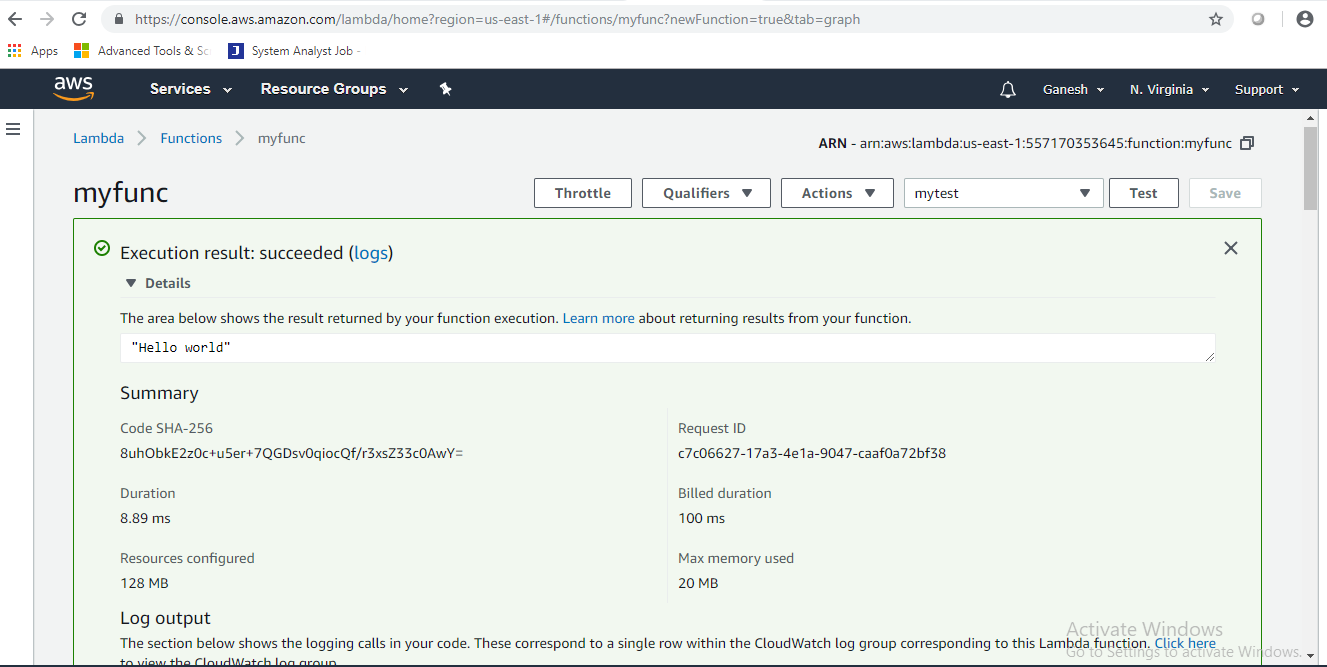 https://console.aws.amazon.com/lambda/home?region=us-east-1#/functions/myfunc?newFunction=true&tab=graph
Apps Advanced Tools & Sc J System Analyst Job -
aws Services Resource Groups Ganesh N. Virginia Support
Lambda Functions myfunc ARN - arn:aws:lambda:us-east-1:557170353645:function:myfunc
myfunc Throttle Qualifiers Actions mytest Test Save
Execution result: succeeded (logs)
Details
The area below shows the result returned by your function execution. Learn more about returning results from your function.
"Hello world"
Summary
Code SHA-256 Request ID
8uhObkE2z0c+u5er+7QGDsv0qiocQf/r3xsZ33c0AwY= c7c06627-17a3-4e1a-9047-caaf0a72bf38
Duration Billed duration
8.89 ms 100 ms
Resources configured Max memory used
128 MB 20 MB
Log output
The section below shows the logging calls in your code. These correspond to a single row within the CloudWatch log group corresponding to this Lambda function. Click here
to view the CloudWatch log group.
Activate Windows
Go to Settings to activate Windows.